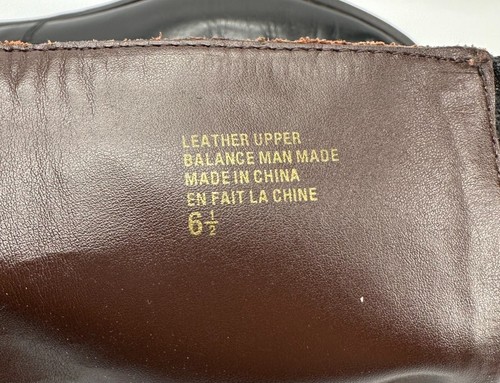 LEATHER UPPER
BALANCE MAN MADE
MADE IN CHINA
EN FAIT LA CHINE
6½